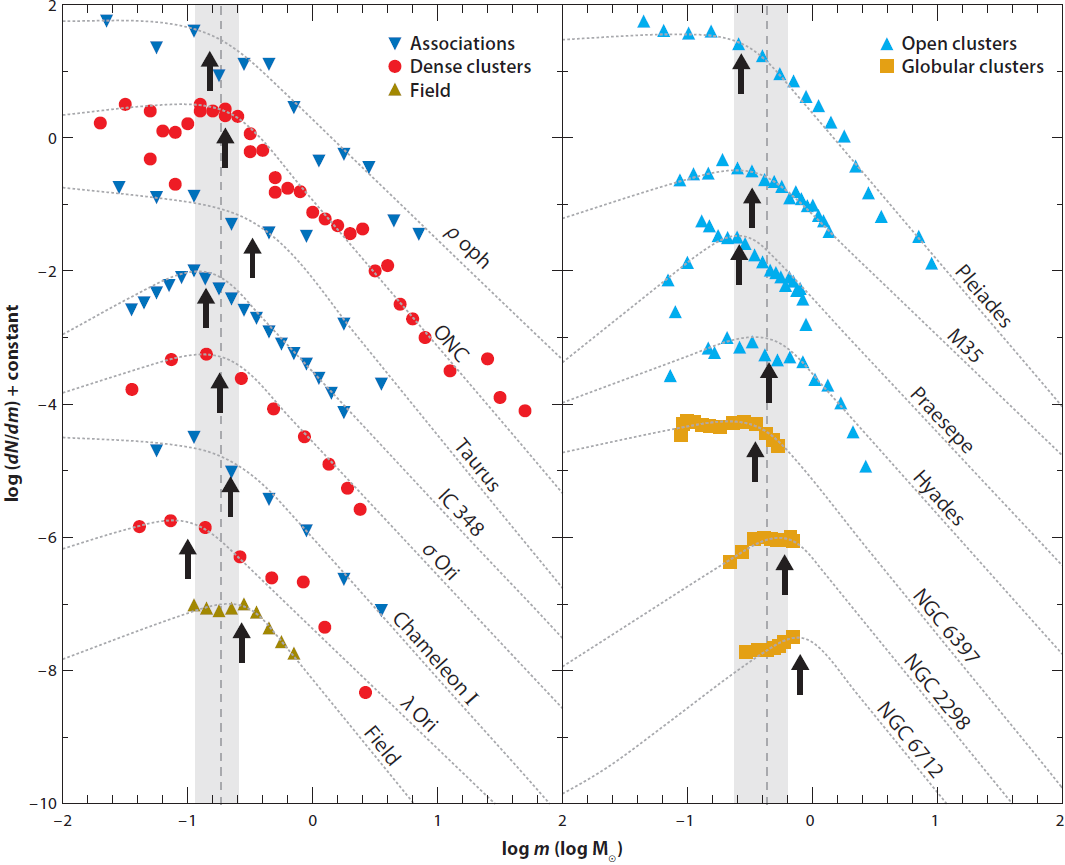 2
0
−2
−4
−6
−8
−10
log (dN/dm) + constant
Associations
Dense clusters
Field
ρ oph
ONC
Taurus
IC 348
σ Ori
Chameleon I
λ Ori
Field
Open clusters
Globular clusters
Pleiades
M35
Praesepe
Hyades
NGC 6397
NGC 2298
NGC 6712
−2
−1
0
1
2
−1
0
1
2
log m (log M☉)